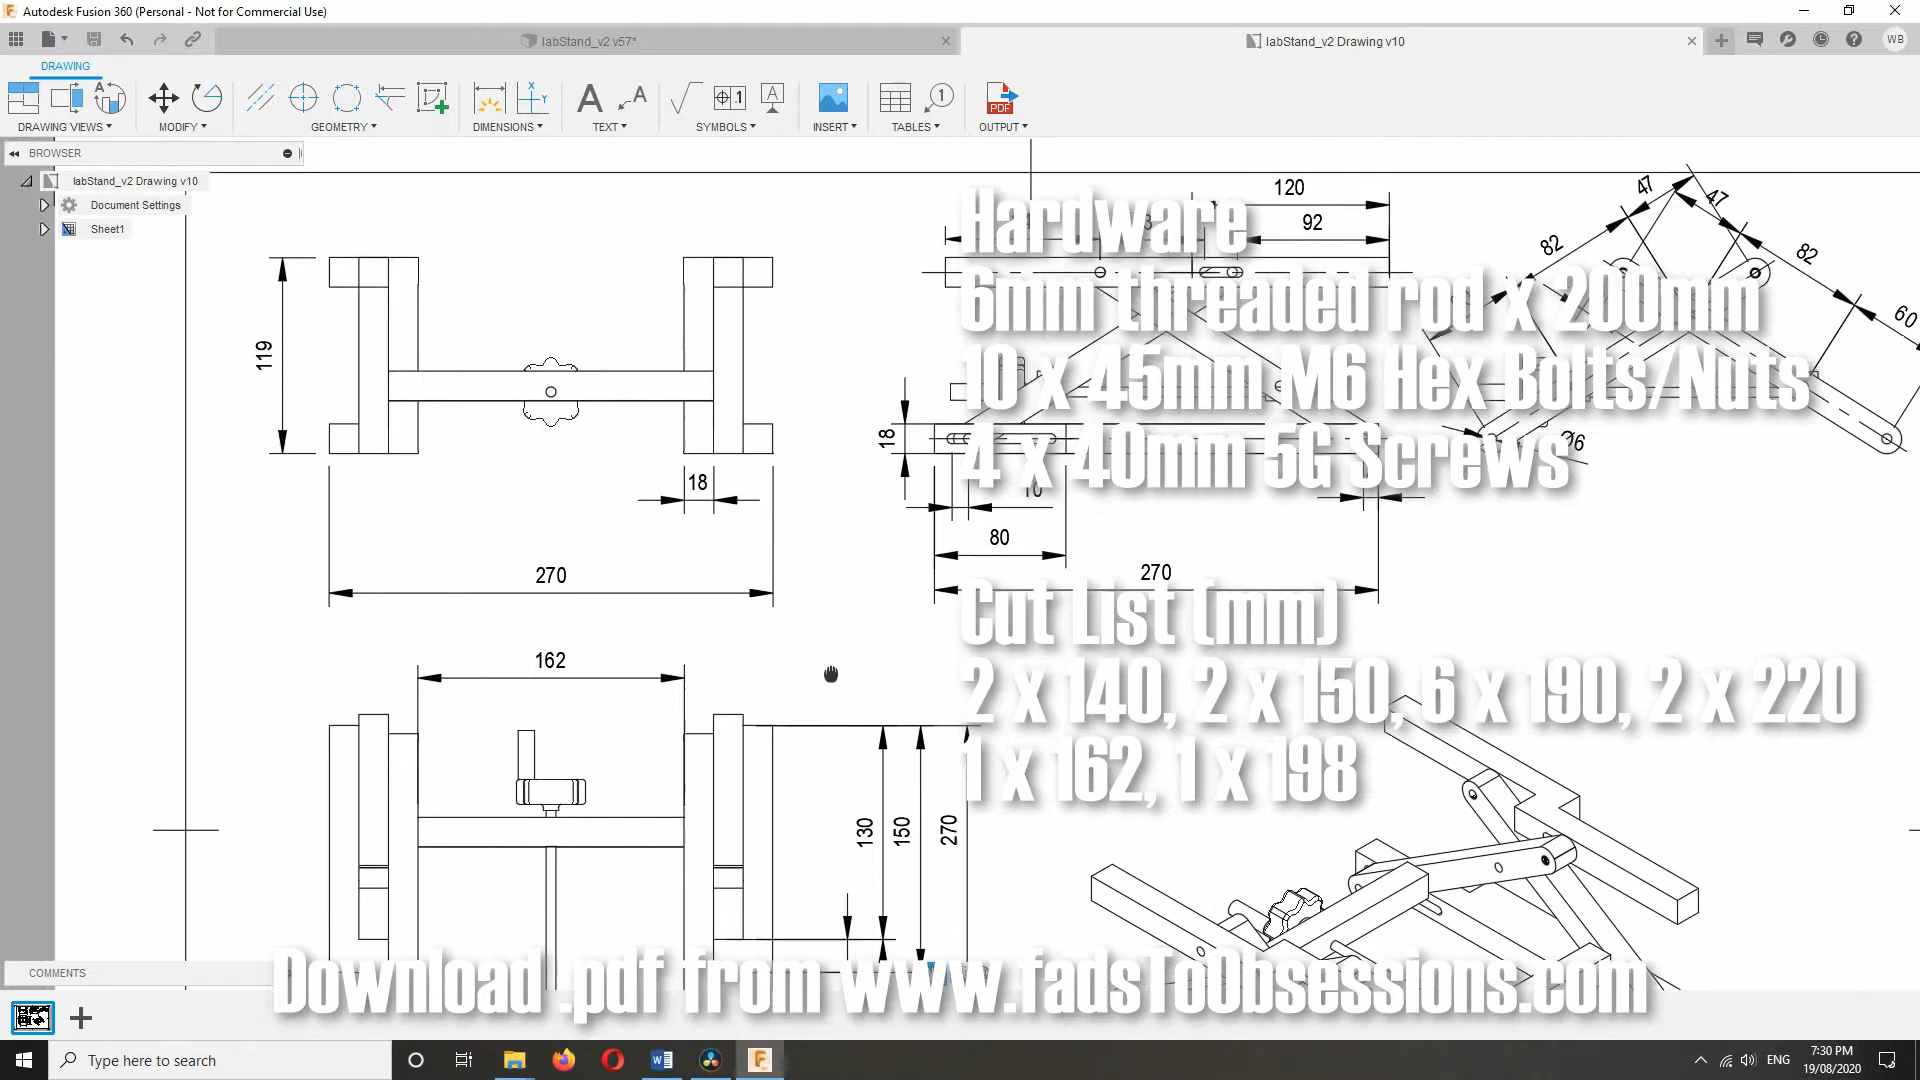 Autodesk Fusion 360 (Personal - Not for Commercial Use)
labStand_v2 v57*
labStand_v2 Drawing v10
WB
DRAWING
DRAWING VIEWS
MODIFY
GEOMETRY
DIMENSIONS
TEXT
SYMBOLS
INSERT
TABLES
OUTPUT
PDF
BROWSER
labStand_v2 Drawing v10
Document Settings
Sheet1
Hardware
6mm threaded rod x 200mm
10 x 45mm M6 Hex Bolts/Nuts
4 x 40mm 5G Screws
Cut List (mm)
2 x 140, 2 x 150, 6 x 190, 2 x 220
1 x 162, 1 x 198
120
92
47
47
82
82
60
119
18
270
18
10
80
270
Ø6
162
130
150
270
COMMENTS
Download .pdf from www.fadsToObsessions.com
Type here to search
ENG
7:30 PM
19/08/2020